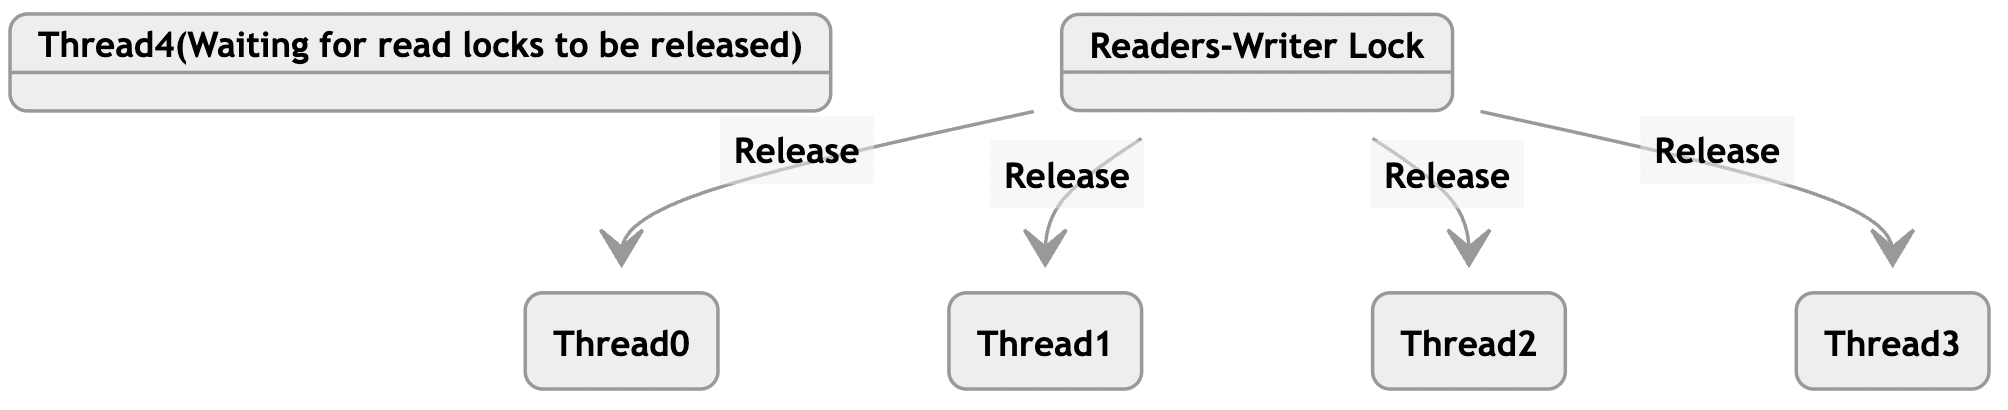 Thread4(Waiting for read locks to be released)
Readers-Writer Lock
Release
Release
Release
Release
Thread0
Thread1
Thread2
Thread3